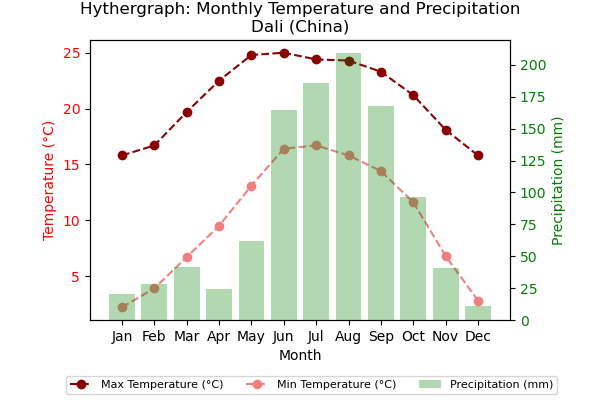 Hythergraph: Monthly Temperature and Precipitation
Dali (China)
Temperature (°C)
25
20
15
10
5
200
175
150
125
100
75
50
25
0
Precipitation (mm)
Jan Feb Mar Apr May Jun Jul Aug Sep Oct Nov Dec
Month
Max Temperature (°C) Min Temperature (°C) Precipitation (mm)